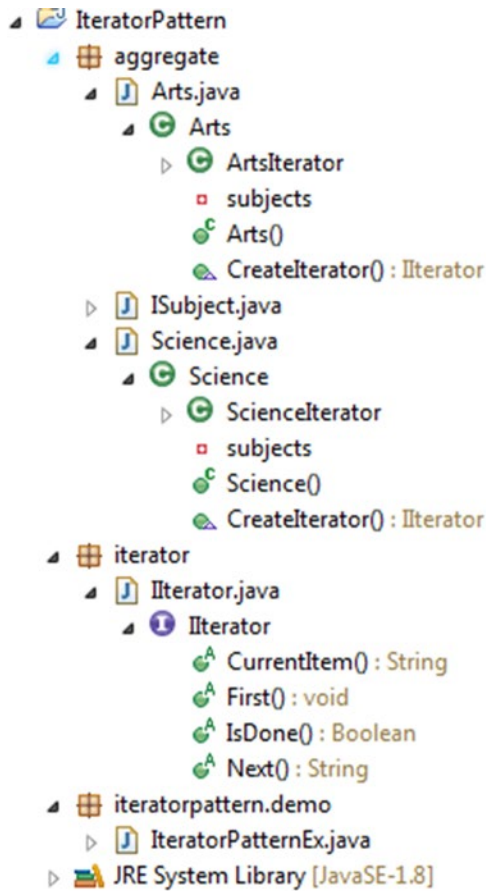 IteratorPattern
aggregate
Arts.java
Arts
ArtsIterator
subjects
Arts()
CreateIterator() : IIterator
ISubject.java
Science.java
Science
ScienceIterator
subjects
Science()
CreateIterator() : IIterator
iterator
IIterator.java
IIterator
CurrentItem() : String
First() : void
IsDone() : Boolean
Next() : String
iteratorpattern.demo
IteratorPatternEx.java
JRE System Library [JavaSE-1.8]